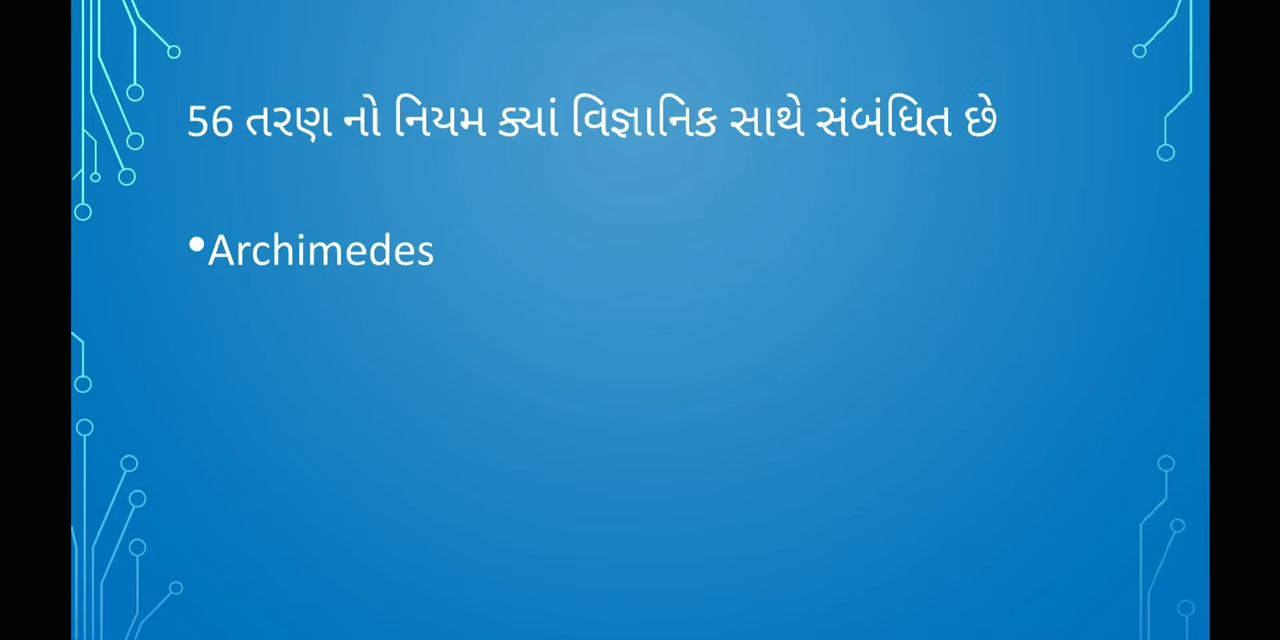 56 તરણ નો નિયમ ક્યાં વિજ્ઞાનિક સાથે સંબંધિત છે
•Archimedes